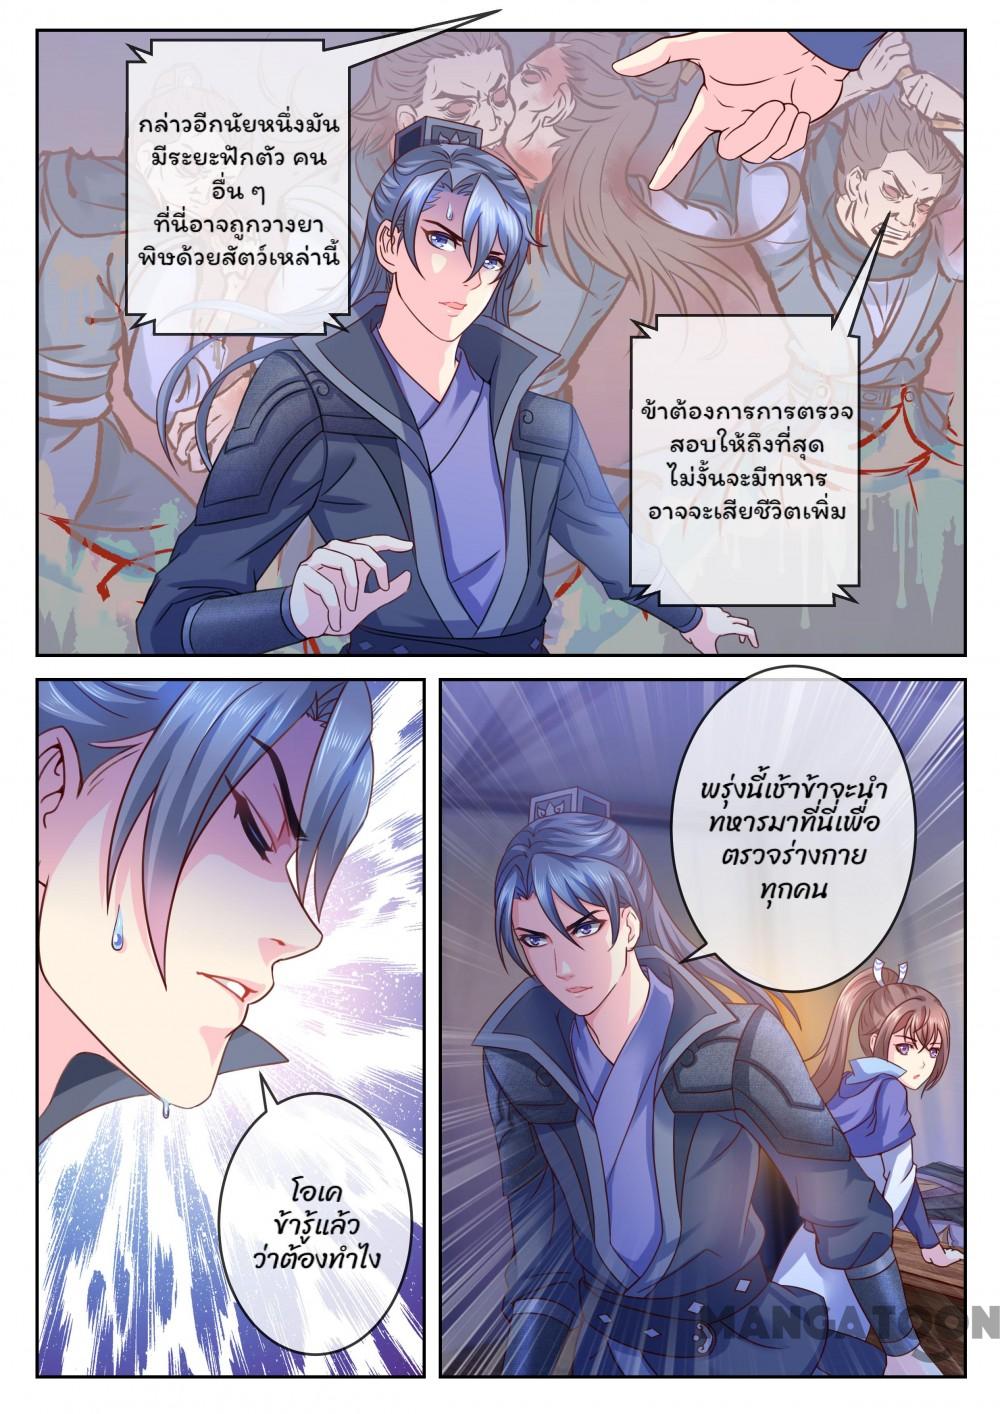 กล่าวอีกนัยหนึ่งมัน
มีระยะฟักตัว คน
อื่น ๆ
ที่นี่อาจถูกวางยา
พิษด้วยสัตว์เหล่านี้
ข้าต้องการการตรวจ
สอบให้ถึงที่สุด
ไม่งั้นจะมีทหาร
อาจจะเสียชีวิตเพิ่ม
โอเค
ข้ารู้แล้ว
ว่าต้องทำไง
พรุ่งนี้เช้าข้าจะนำ
ทหารมาที่นี่เพื่อ
ตรวจร่างกาย
ทุกคน
MANGATOON